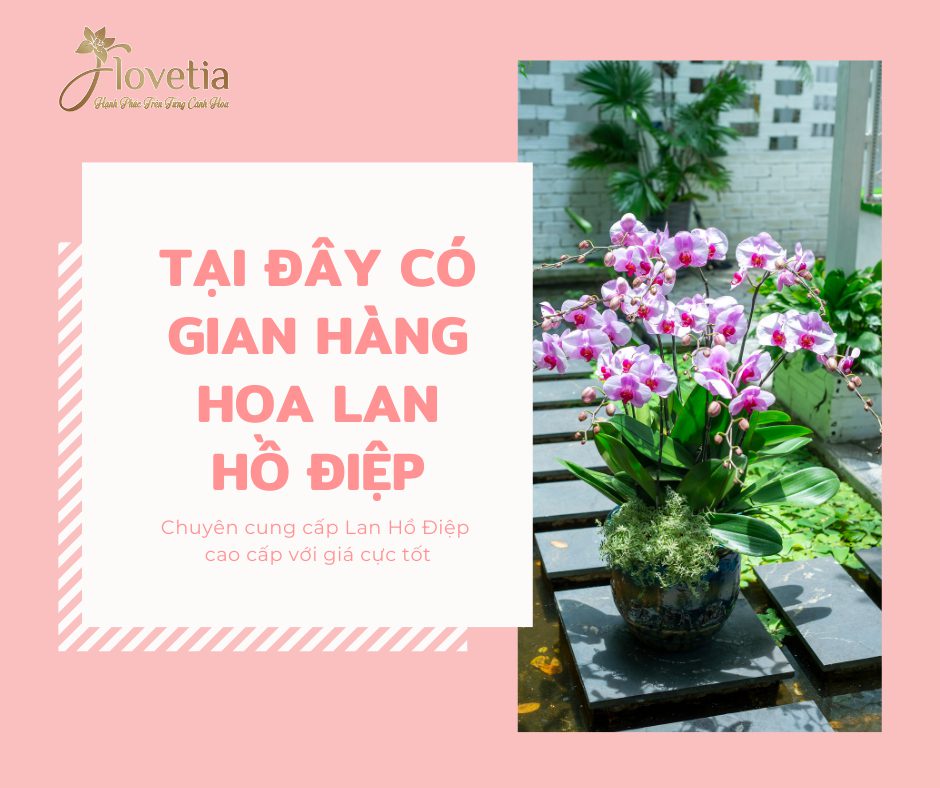 Flovetia
Hạnh Phúc Trên Từng Cánh Hoa
TẠI ĐÂY CÓ
GIAN HÀNG
HOA LAN
HỒ ĐIỆP
Chuyên cung cấp Lan Hồ Điệp
cao cấp với giá cực tốt